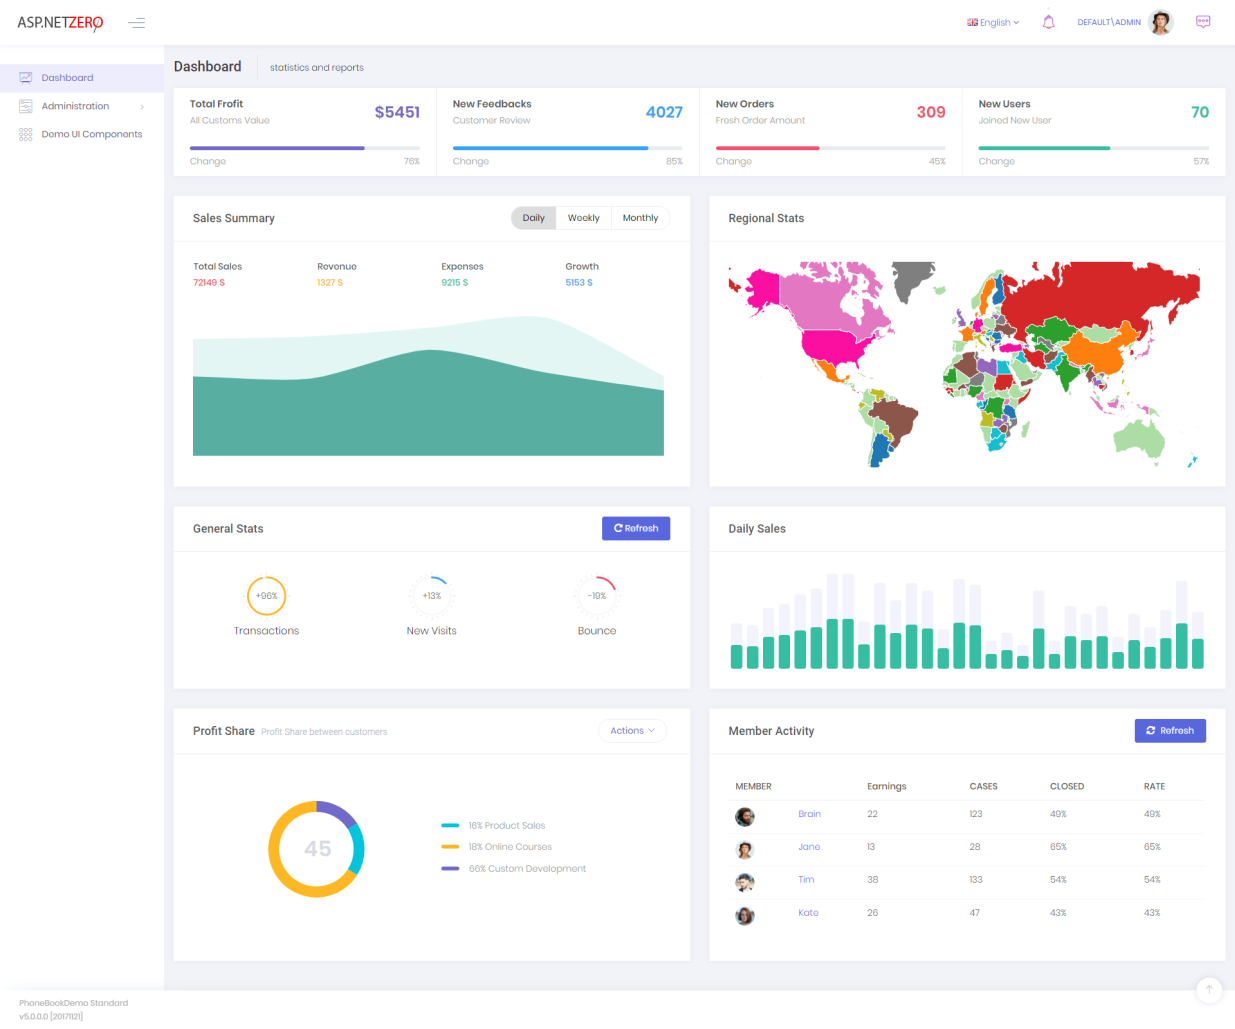 ASP.NETZERO
English
DEFAULT\ADMIN
Dashboard
Administration
Demo UI Components
Dashboard
statistics and reports
Total Frofit
All Customs Value
$5451
Change
76%
New Feedbacks
Customer Review
4027
Change
85%
New Orders
Fresh Order Amount
309
Change
45%
New Users
Joined New User
70
Change
57%
Sales Summary
Daily
Weekly
Monthly
Total Sales
Revenue
Expenses
Growth
72149 $
1327 $
9215 $
5153 $
Regional Stats
General Stats
Refresh
+96%
+13%
-19%
Transactions
New Visits
Bounce
Daily Sales
Profit Share Profit Share between customers
Actions
45
16% Product Sales
18% Online Courses
66% Custom Development
Member Activity
Refresh
MEMBER Earnings CASES CLOSED RATE
Brain 22 123 49% 49%
Jane 13 28 65% 65%
Tim 38 133 54% 54%
Kate 26 47 43% 43%
PhoneBookDemo Standard
v5.0.0.0 [20171121]